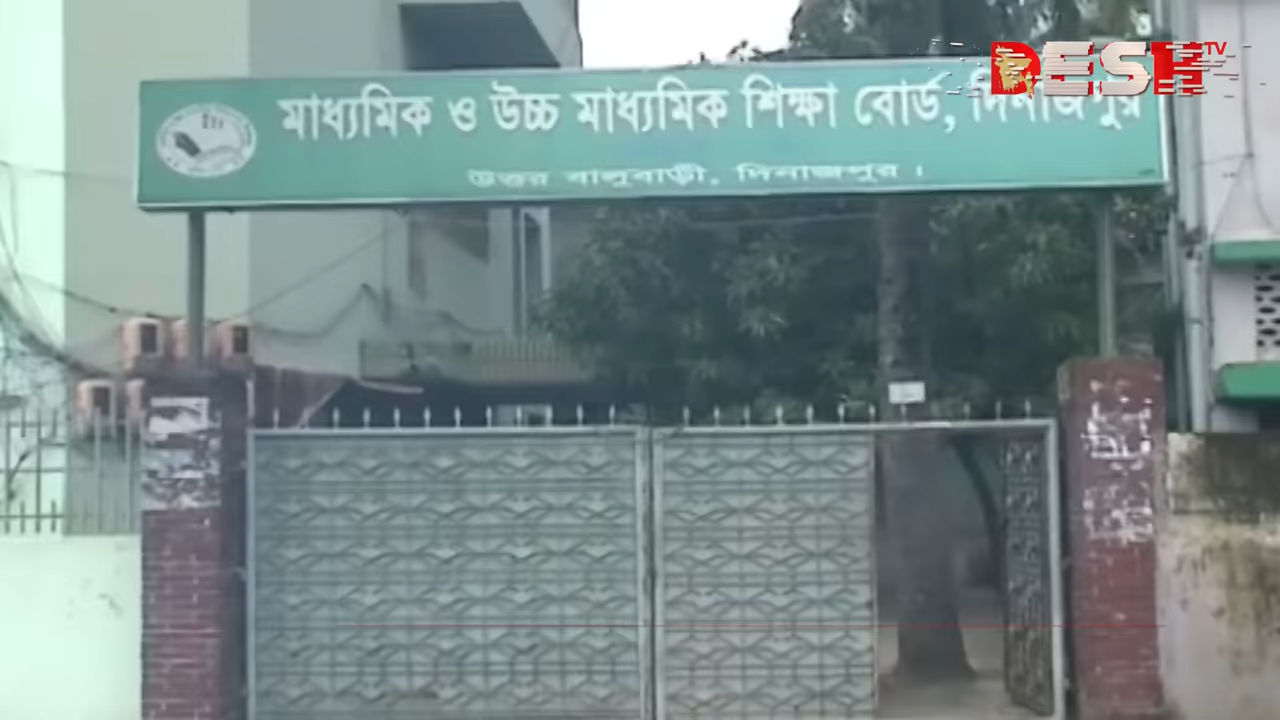 DESH TV
মাধ্যমিক ও উচ্চ মাধ্যমিক শিক্ষা বোর্ড, দিনাজপুর
উত্তর বালুবাড়ী, দিনাজপুর ।